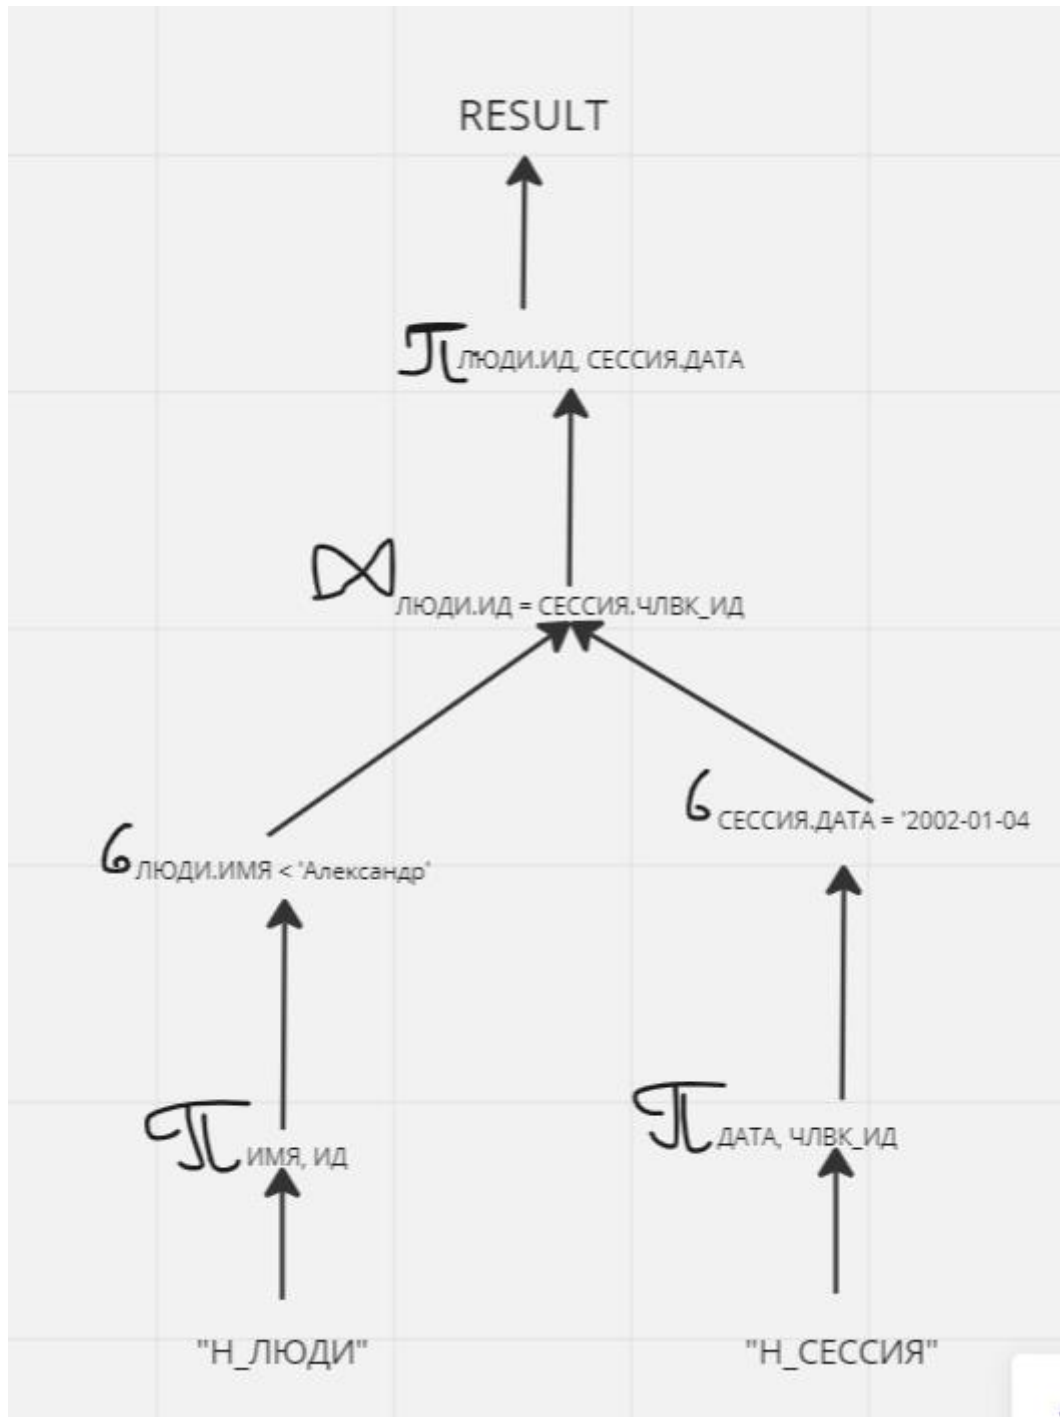 RESULT
π ЛЮДИ.ИД, СЕССИЯ.ДАТА
⋈ ЛЮДИ.ИД = СЕССИЯ.ЧЛВК_ИД
б СЕССИЯ.ДАТА = '2002-01-04
б ЛЮДИ.ИМЯ < 'Александр'
π ДАТА, ЧЛВК_ИД
π ИМЯ, ИД
"Н_ЛЮДИ" "Н_СЕССИЯ"